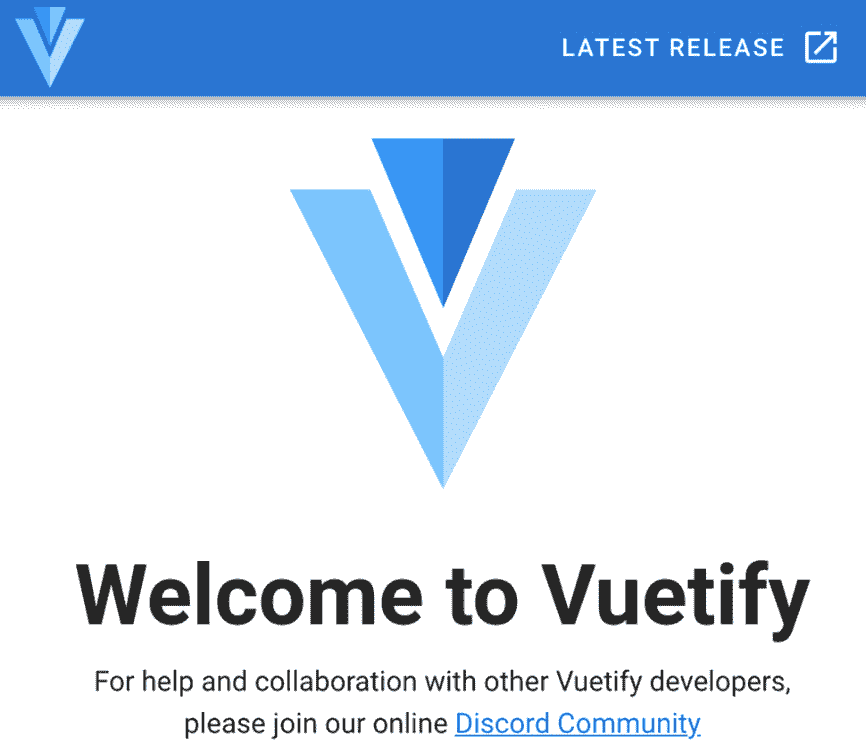 LATEST RELEASE
Welcome to Vuetify
For help and collaboration with other Vuetify developers,
please join our online Discord Community